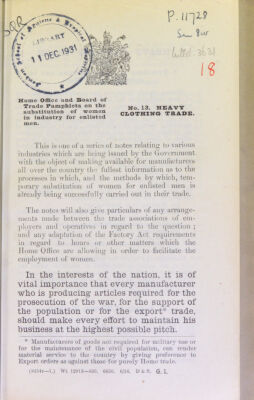 P. 11728
LIBRARY
11 DEC. 1931
18
Home Office and Board of
Trade Pamphlets on the
substitution of women
in industry for enlisted
men.
No. 13. HEAVY
CLOTHING TRADE.
This is one of a series of notes relating to various
industries which are being issued by the Government
with the object of making available for manufacturers
all over the country the fullest information as to the
processes in which, and the methods by which, tem-
porary substitution of women for enlisted men is
already being successfully carried out in their trade.
The notes will also give particulars of any arrange-
ments made between the trade associations of em-
ployers and operatives in regard to the question ;
and any adaptation of the Factory Act requirements
in regard to hours or other matters which the
Home Office are allowing in order to facilitate the
employment of women.
In the interests of the nation, it is of
vital importance that every manufacturer
who is producing articles required for the
prosecution of the war, for the support of
the population or for the export* trade,
should make every effort to maintain his
business at the highest possible pitch.
* Manufacturers of goods not required for military use or
for the maintenance of the civil population, can render
material service to the country by giving preference to
Export orders as against those for purely Home trade.
D & S. G. 1.